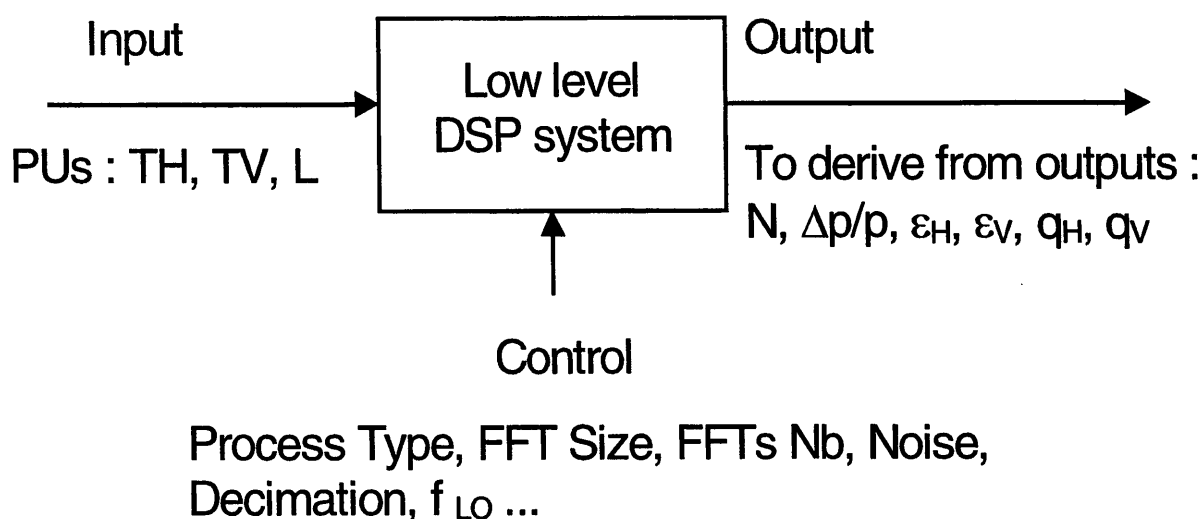 Input
Output
Low level
DSP system
PUs : TH, TV, L
To derive from outputs :
N, Δp/p, εH, εV, qH, qV
Control
Process Type, FFT Size, FFTs Nb, Noise,
Decimation, f LO ...